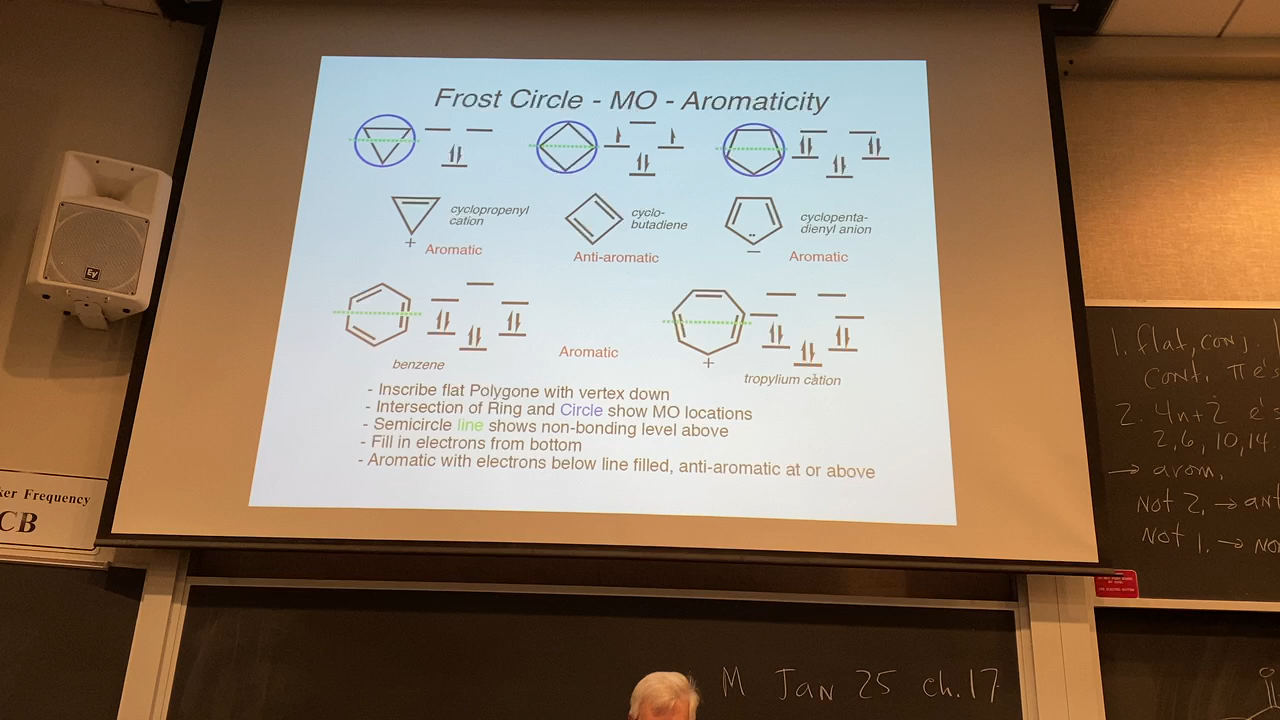 Frost Circle - MO - Aromaticity
cyclopropenyl
cation
+
Aromatic
cyclo-
butadiene
Anti-aromatic
cyclopenta-
dienyl anion
Aromatic
benzene
Aromatic
+
tropylium cation
- Inscribe flat Polygone with vertex down
- Intersection of Ring and Circle show MO locations
- Semicircle line shows non-bonding level above
- Fill in electrons from bottom
- Aromatic with electrons below line filled, anti-aromatic at or above
EV
Frequency
CB
1. flat, conj.
cont. π e's
2. 4n+2 e's
2,6,10,14
→ arom.
Not 2. → ant
Not 1. → No
M Jan 25 ch.17